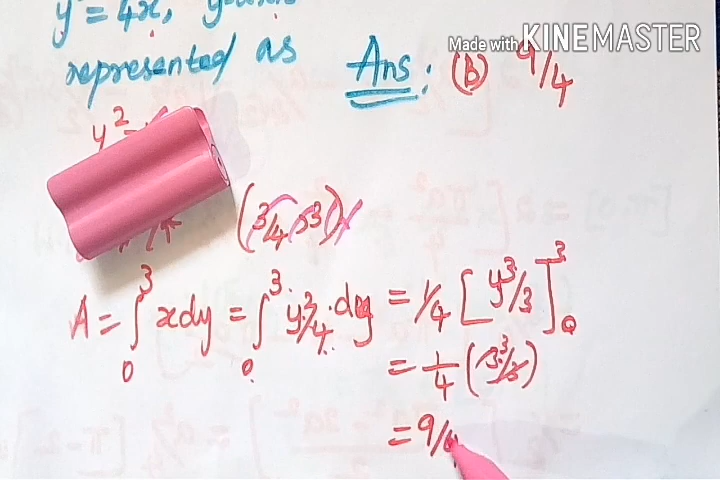 y = 4x,
represented as
Made with KINEMASTER
Ans : (B) 9/4
y² =
(3/4, 3)
A = ∫₀³ x dy = ∫₀³ y²/4 dy = 1/4 [y³/3]₀³
= 1/4 (3³/3)
= 9/4